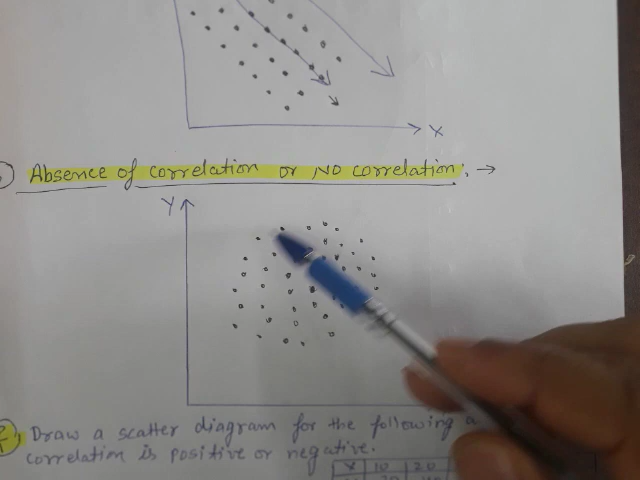 X
Absence of correlation or No correlation: →
Y
Draw a scatter diagram for the following
correlation is positive or negative.
X 10 20